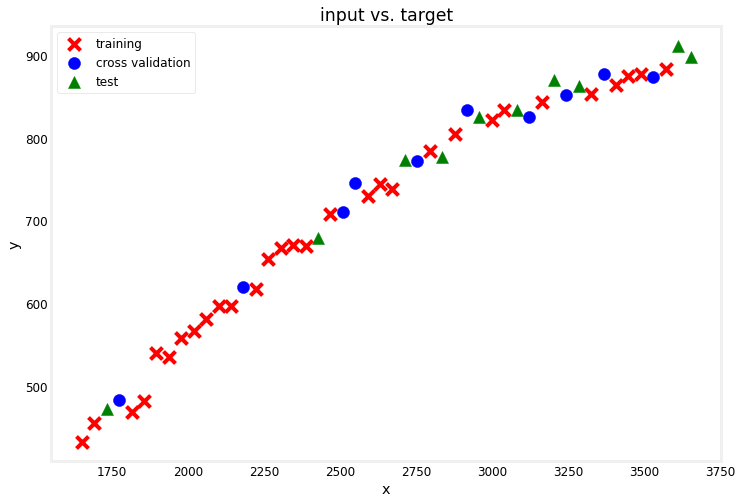 input vs. target
training
cross validation
test
900
800
700
600
500
y
1750 2000 2250 2500 2750 3000 3250 3500 3750
x